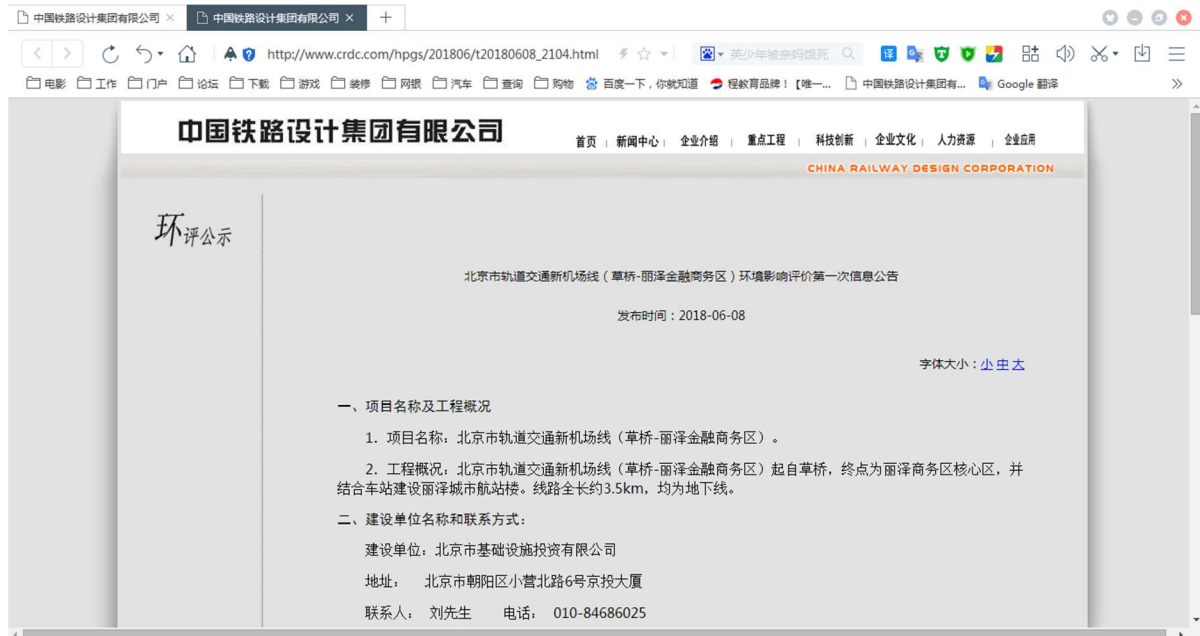 中国铁路设计集团有限公司 中国铁路设计集团有限公司
http://www.crdc.com/hpgs/201806/t20180608_2104.html 英少年被亲妈饿死
电影 工作 门户 论坛 下载 游戏 装修 网银 汽车 查询 购物 百度一下，你就知道 程教育品牌！【唯一... 中国铁路设计集团有... Google 翻译
中国铁路设计集团有限公司
首页 新闻中心 企业介绍 重点工程 科技创新 企业文化 人力资源 企业应用
CHINA RAILWAY DESIGN CORPORATION
环评公示
北京市轨道交通新机场线（草桥-丽泽金融商务区）环境影响评价第一次信息公告
发布时间：2018-06-08
字体大小：小 中 大
一、项目名称及工程概况
1. 项目名称：北京市轨道交通新机场线（草桥-丽泽金融商务区）。
2. 工程概况：北京市轨道交通新机场线（草桥-丽泽金融商务区）起自草桥，终点为丽泽商务区核心区，并
结合车站建设丽泽城市航站楼。线路全长约3.5km，均为地下线。
二、建设单位名称和联系方式：
建设单位：北京市基础设施投资有限公司
地址： 北京市朝阳区小营北路6号京投大厦
联系人： 刘先生 电话： 010-84686025